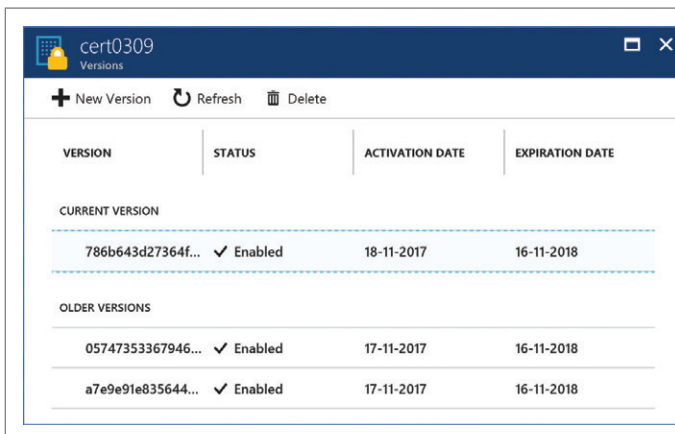 cert0309
Versions
New Version Refresh Delete
VERSION STATUS ACTIVATION DATE EXPIRATION DATE
CURRENT VERSION
786b643d27364f... Enabled 18-11-2017 16-11-2018
OLDER VERSIONS
05747353367946... Enabled 17-11-2017 16-11-2018
a7e9e91e835644... Enabled 17-11-2017 16-11-2018